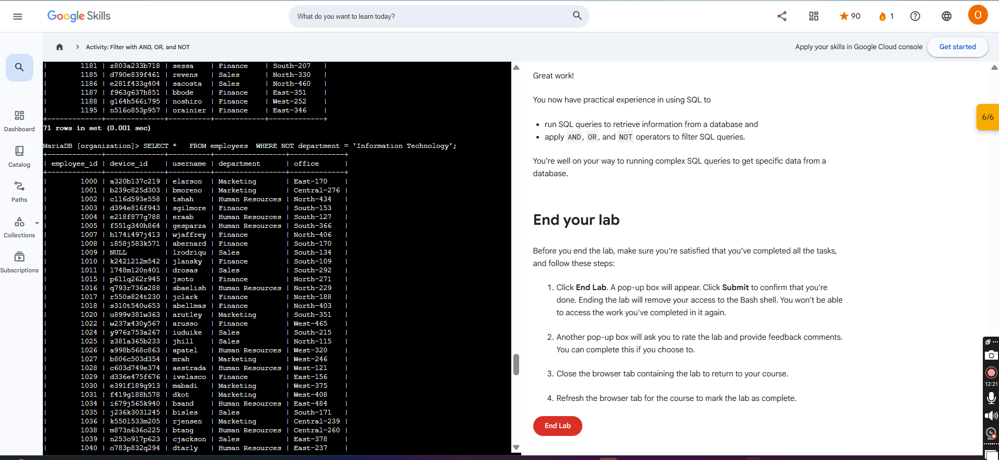 Google Skills
What do you want to learn today?
90
1
O
Activity: Filter with AND, OR, and NOT
Apply your skills in Google Cloud console
Get started
Dashboard
Catalog
Paths
Collections
Subscriptions
| 1181 | z803a233b718 | sessa | Finance | South-207 |
| 1185 | d790e839f461 | revens | Sales | North-330 |
| 1186 | e281f433g404 | sacosta | Sales | North-460 |
| 1187 | f963g637h851 | bbode | Finance | East-351 |
| 1188 | g164h566i795 | noshiro | Finance | West-252 |
| 1195 | n516o853p957 | orainier | Finance | East-346 |
+-------------+--------------+----------+------------+-------------+
71 rows in set (0.001 sec)
MariaDB [organization]> SELECT * FROM employees WHERE NOT department = 'Information Technology';
+-------------+--------------+----------+-----------------+-------------+
| employee_id | device_id | username | department | office |
+-------------+--------------+----------+-----------------+-------------+
| 1000 | a320b137c219 | elarson | Marketing | East-170 |
| 1001 | b239c825d303 | bmoreno | Marketing | Central-276 |
| 1002 | c116d593e558 | tshah | Human Resources | North-434 |
| 1003 | d394e816f943 | sgilmore | Finance | South-153 |
| 1004 | e218f877g788 | eraab | Human Resources | South-127 |
| 1005 | f551g340h864 | gesparza | Human Resources | South-366 |
| 1007 | h174i497j413 | wjaffrey | Finance | North-406 |
| 1008 | i858j583k571 | abernard | Finance | South-170 |
| 1009 | NULL | lrodriqu | Sales | South-134 |
| 1010 | k242l212m542 | jlansky | Finance | South-109 |
| 1011 | l748m120n401 | drosas | Sales | South-292 |
| 1015 | p611q262r945 | jsoto | Finance | North-271 |
| 1016 | q793r736s288 | sbaelish | Human Resources | North-229 |
| 1017 | r550s824t230 | jclark | Finance | North-188 |
| 1018 | s310t540u653 | abellmas | Finance | North-403 |
| 1020 | u899v381w363 | arutley | Marketing | South-351 |
| 1022 | w237x430y567 | arusso | Finance | West-465 |
| 1024 | y976z753a267 | iuduike | Sales | South-215 |
| 1025 | z381a365b233 | jhill | Sales | North-115 |
| 1026 | a998b568c863 | apatel | Human Resources | West-320 |
| 1027 | b806c503d354 | mrah | Marketing | West-246 |
| 1028 | c603d749e374 | aestrada | Human Resources | West-121 |
| 1029 | d336e475f676 | ivelasco | Finance | East-156 |
| 1030 | e391f189g913 | mabadi | Marketing | West-375 |
| 1031 | f419g188h578 | dkot | Marketing | West-408 |
| 1034 | i679j565k940 | bsand | Human Resources | East-484 |
| 1035 | j236k303l245 | bisles | Sales | South-171 |
| 1036 | k550l533m205 | rjensen | Marketing | Central-239 |
| 1038 | m873n636o225 | btang | Human Resources | Central-260 |
| 1039 | n253o917p623 | cjackson | Sales | East-378 |
| 1040 | o783p832q294 | dtarly | Human Resources | East-237 |
Great work!
You now have practical experience in using SQL to
• run SQL queries to retrieve information from a database and
• apply AND, OR, and NOT operators to filter SQL queries.
You’re well on your way to running complex SQL queries to get specific data from a
database.
End your lab
Before you end the lab, make sure you’re satisfied that you’ve completed all the tasks,
and follow these steps:
1. Click End Lab. A pop-up box will appear. Click Submit to confirm that you're
done. Ending the lab will remove your access to the Bash shell. You won’t be able
to access the work you've completed in it again.
2. Another pop-up box will ask you to rate the lab and provide feedback comments.
You can complete this if you choose to.
3. Close the browser tab containing the lab to return to your course.
4. Refresh the browser tab for the course to mark the lab as complete.
End Lab
6/6
12:21